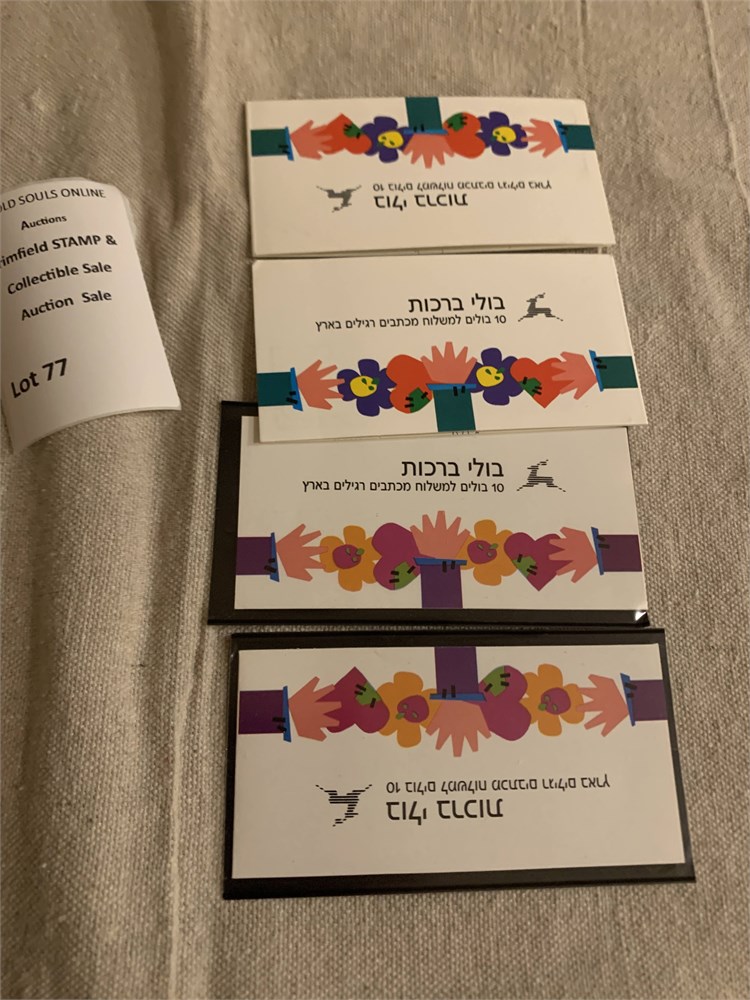 OLD SOULS ONLINE
Auctions
rimfield STAMP &
Collectible Sale
Auction Sale
Lot 77
בולי ברכות
10 בולים למשלוח מכתבים רגילים בארץ
בולי ברכות
10 בולים למשלוח מכתבים רגילים בארץ
בולי ברכות
10 בולים למשלוח מכתבים רגילים בארץ
בולי ברכות
10 בולים למשלוח מכתבים רגילים בארץ